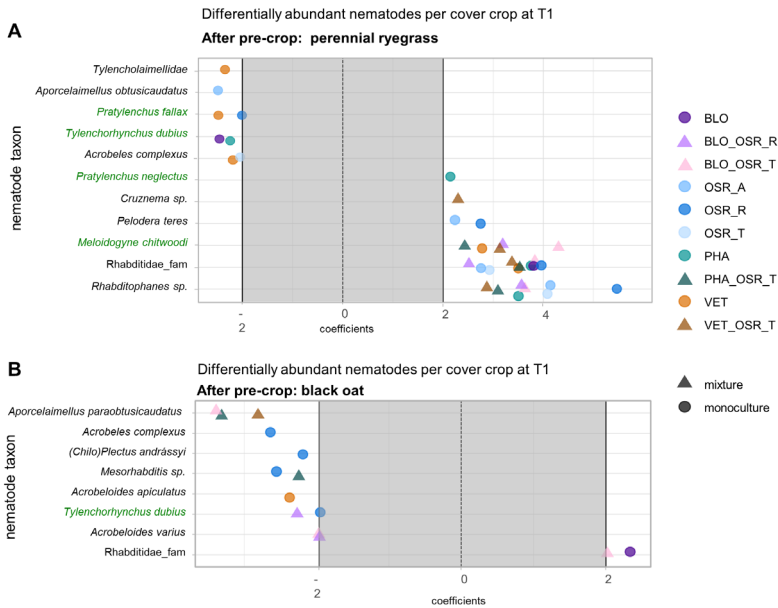 Differentially abundant nematodes per cover crop at T1
A
After pre-crop: perennial ryegrass
nematode taxon
Tylencholaimellidae
Aporcelaimellus obtusicaudatus
Pratylenchus fallax
Tylenchorhynchus dubius
Acrobeles complexus
Pratylenchus neglectus
Cruznema sp.
Pelodera teres
Meloidogyne chitwoodi
Rhabditidae_fam
Rhabditophanes sp.
-
2
0
2
4
coefficients
BLO
BLO_OSR_R
BLO_OSR_T
OSR_A
OSR_R
OSR_T
PHA
PHA_OSR_T
VET
VET_OSR_T
mixture
monoculture
Differentially abundant nematodes per cover crop at T1
B
After pre-crop: black oat
nematode taxon
Aporcelaimellus paraobtusicaudatus
Acrobeles complexus
(Chilo)Plectus andrássyi
Mesorhabditis sp.
Acrobeloides apiculatus
Tylenchorhynchus dubius
Acrobeloides varius
Rhabditidae_fam
-
2
0
2
coefficients